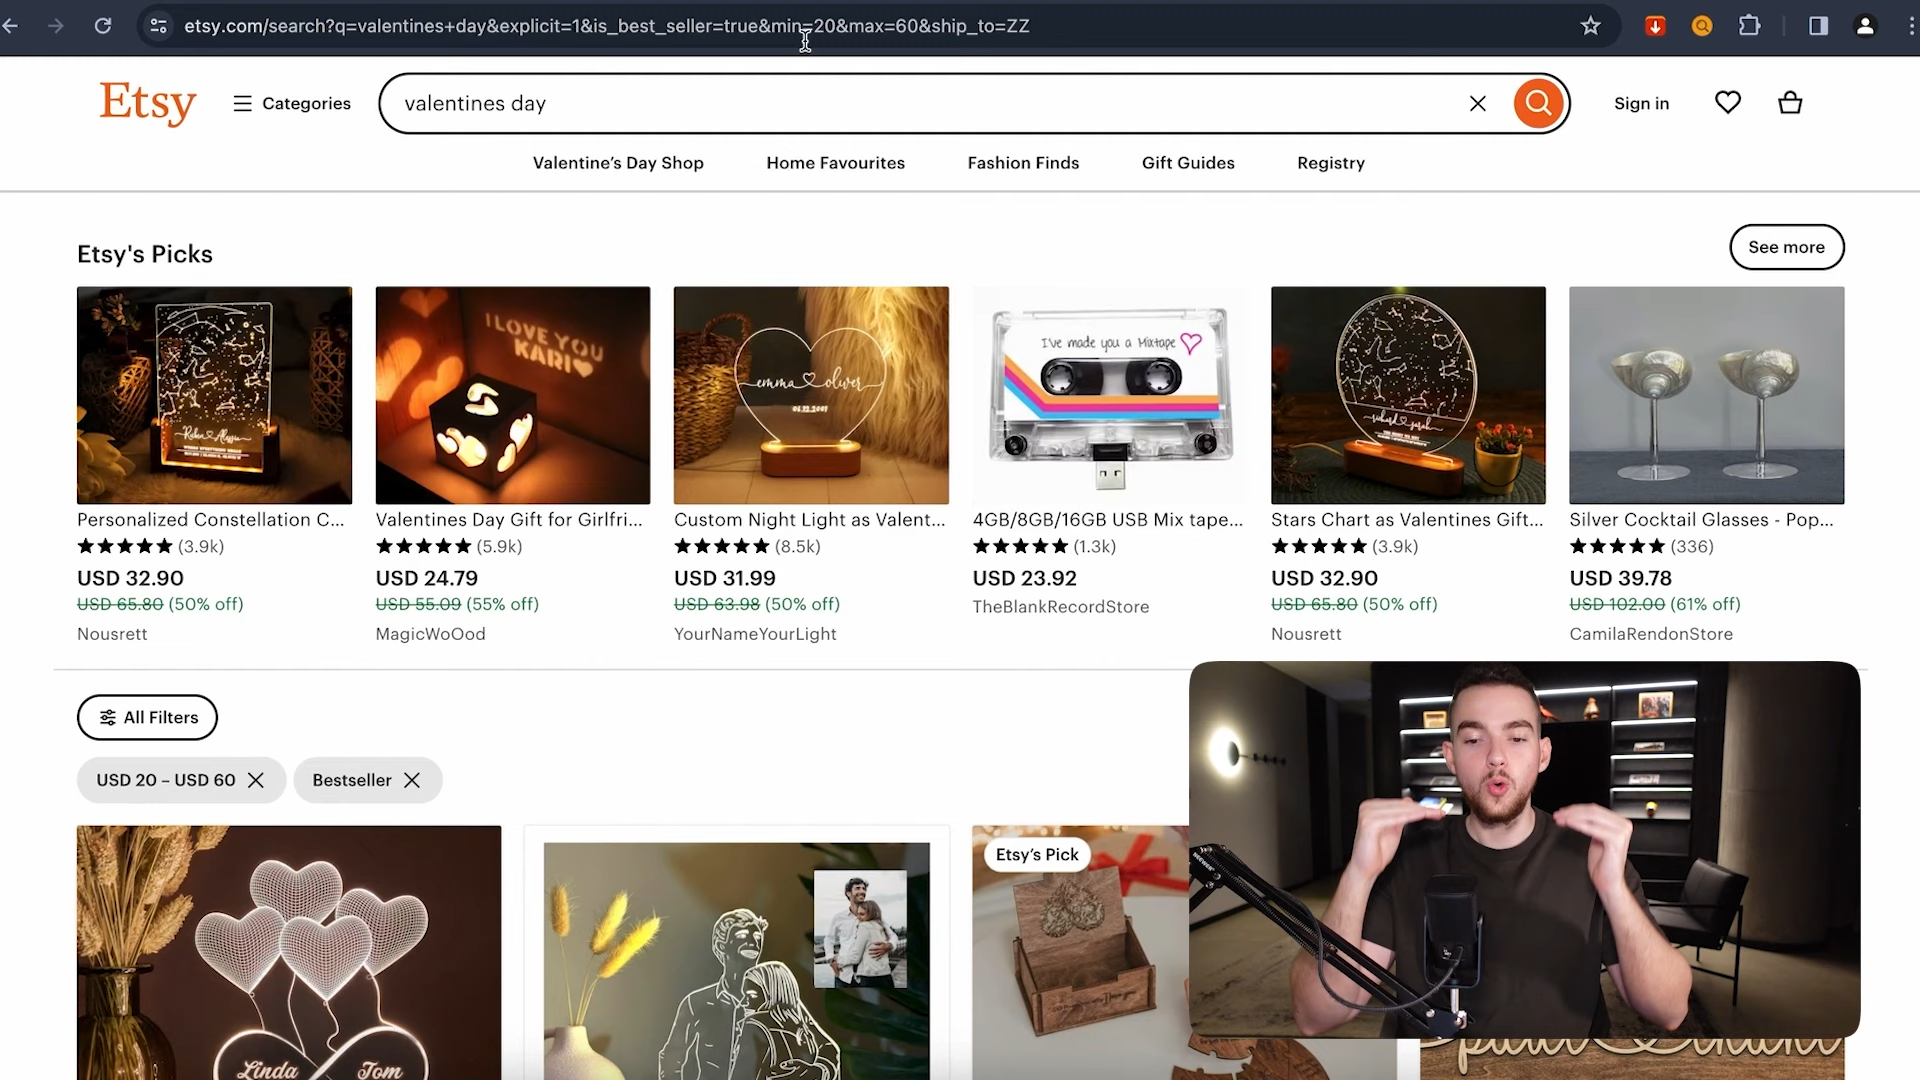 etsy.com/search?q=valentines+day&explicit=1&is_best_seller=true&min=20&max=60&ship_to=ZZ
Etsy
Categories
valentines day
Sign in
Valentine's Day Shop
Home Favourites
Fashion Finds
Gift Guides
Registry
Etsy's Picks
See more
I LOVE YOU
KARI
emma oliver
06.12.2001
I've made you a Mixtape
Personalized Constellation C...
Valentines Day Gift for Girlfri...
Custom Night Light as Valent...
4GB/8GB/16GB USB Mix tape...
Stars Chart as Valentines Gift...
Silver Cocktail Glasses - Pop...
(3.9k)
(5.9k)
(8.5k)
(1.3k)
(3.9k)
(336)
USD 32.90
USD 24.79
USD 31.99
USD 23.92
USD 32.90
USD 39.78
USD 65.80 (50% off)
USD 55.09 (55% off)
USD 63.98 (50% off)
TheBlankRecordStore
USD 65.80 (50% off)
USD 102.00 (61% off)
Nousrett
MagicWoOod
YourNameYourLight
Nousrett
CamilaRendonStore
All Filters
USD 20 – USD 60
Bestseller
Etsy's Pick
Linda
Tom